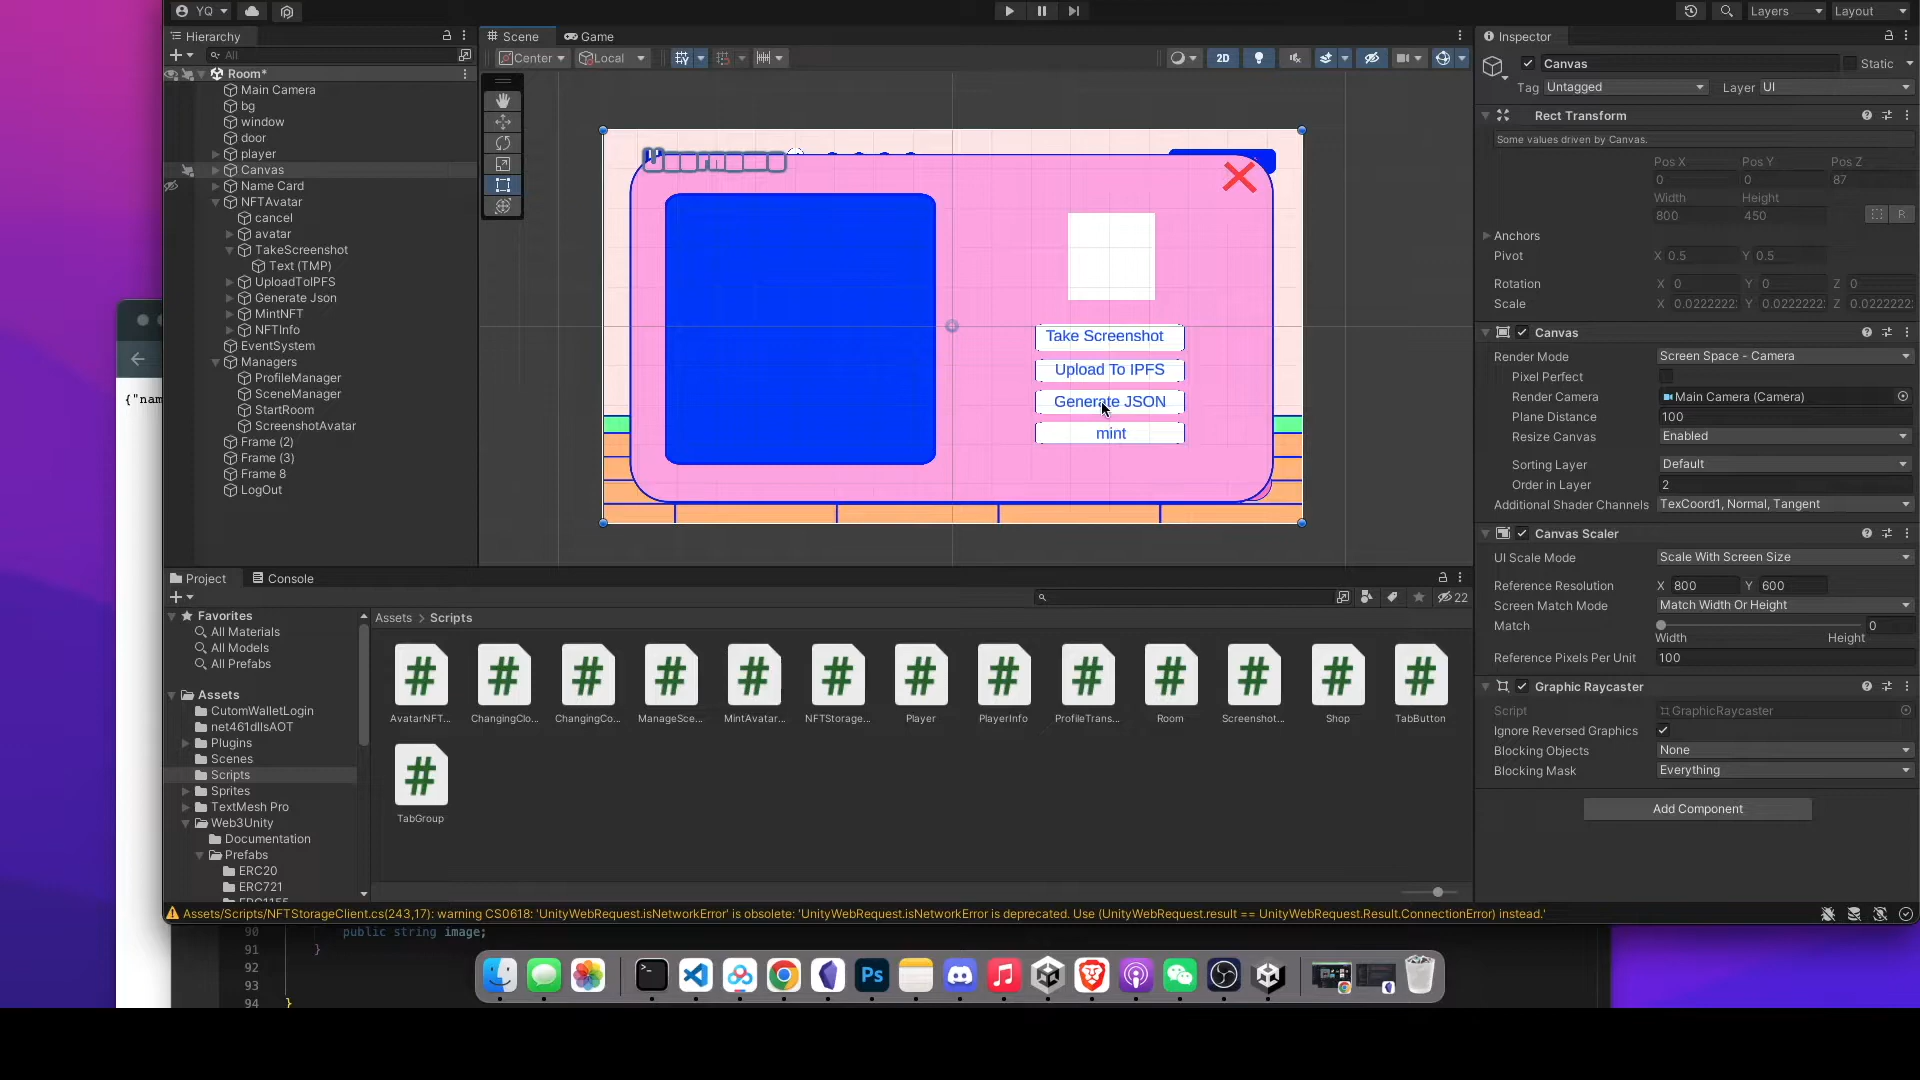 YQ
Layers
Layout
Hierarchy
Scene
Game
Inspector
All
Center
Local
2D
Canvas
Static
Tag
Untagged
Layer
UI
Room*
Main Camera
bg
window
door
player
Canvas
Name Card
NFTAvatar
cancel
avatar
TakeScreenshot
Text (TMP)
UploadToIPFS
Generate Json
MintNFT
NFTInfo
EventSystem
Managers
ProfileManager
SceneManager
StartRoom
ScreenshotAvatar
Frame (2)
Frame (3)
Frame 8
LogOut
Take Screenshot
Upload To IPFS
Generate JSON
mint
Rect Transform
Some values driven by Canvas.
Pos X
Pos Y
Pos Z
0
0
87
Width
Height
800
450
R
Anchors
Pivot
X 0.5
Y 0.5
Rotation
X 0
Y 0
Z 0
Scale
X 0.0222222
Y 0.0222222
Z 0.0222222
Canvas
Render Mode
Screen Space - Camera
Pixel Perfect
Render Camera
Main Camera (Camera)
Plane Distance
100
Resize Canvas
Enabled
Sorting Layer
Default
Order in Layer
2
Additional Shader Channels
TexCoord1, Normal, Tangent
Canvas Scaler
UI Scale Mode
Scale With Screen Size
Reference Resolution
X 800
Y 600
Screen Match Mode
Match Width Or Height
Match
0
Width
Height
Reference Pixels Per Unit
100
Graphic Raycaster
Script
GraphicRaycaster
Ignore Reversed Graphics
Blocking Objects
None
Blocking Mask
Everything
Add Component
{"nam
Project
Console
22
Favorites
All Materials
All Models
All Prefabs
Assets
CutomWalletLogin
net461dllsAOT
Plugins
Scenes
Scripts
Sprites
TextMesh Pro
Web3Unity
Documentation
Prefabs
ERC20
ERC721
Assets > Scripts
AvatarNFT...
ChangingClo...
ChangingCo...
ManageSce...
MintAvatar...
NFTStorage...
Player
PlayerInfo
ProfileTrans...
Room
Screenshot...
Shop
TabButton
TabGroup
Assets/Scripts/NFTStorageClient.cs(243,17): warning CS0618: 'UnityWebRequest.isNetworkError' is obsolete: 'UnityWebRequest.isNetworkError is deprecated. Use (UnityWebRequest.result == UnityWebRequest.Result.ConnectionError) instead.'
90 public string image;
91 }
92
93
94 }
Ps